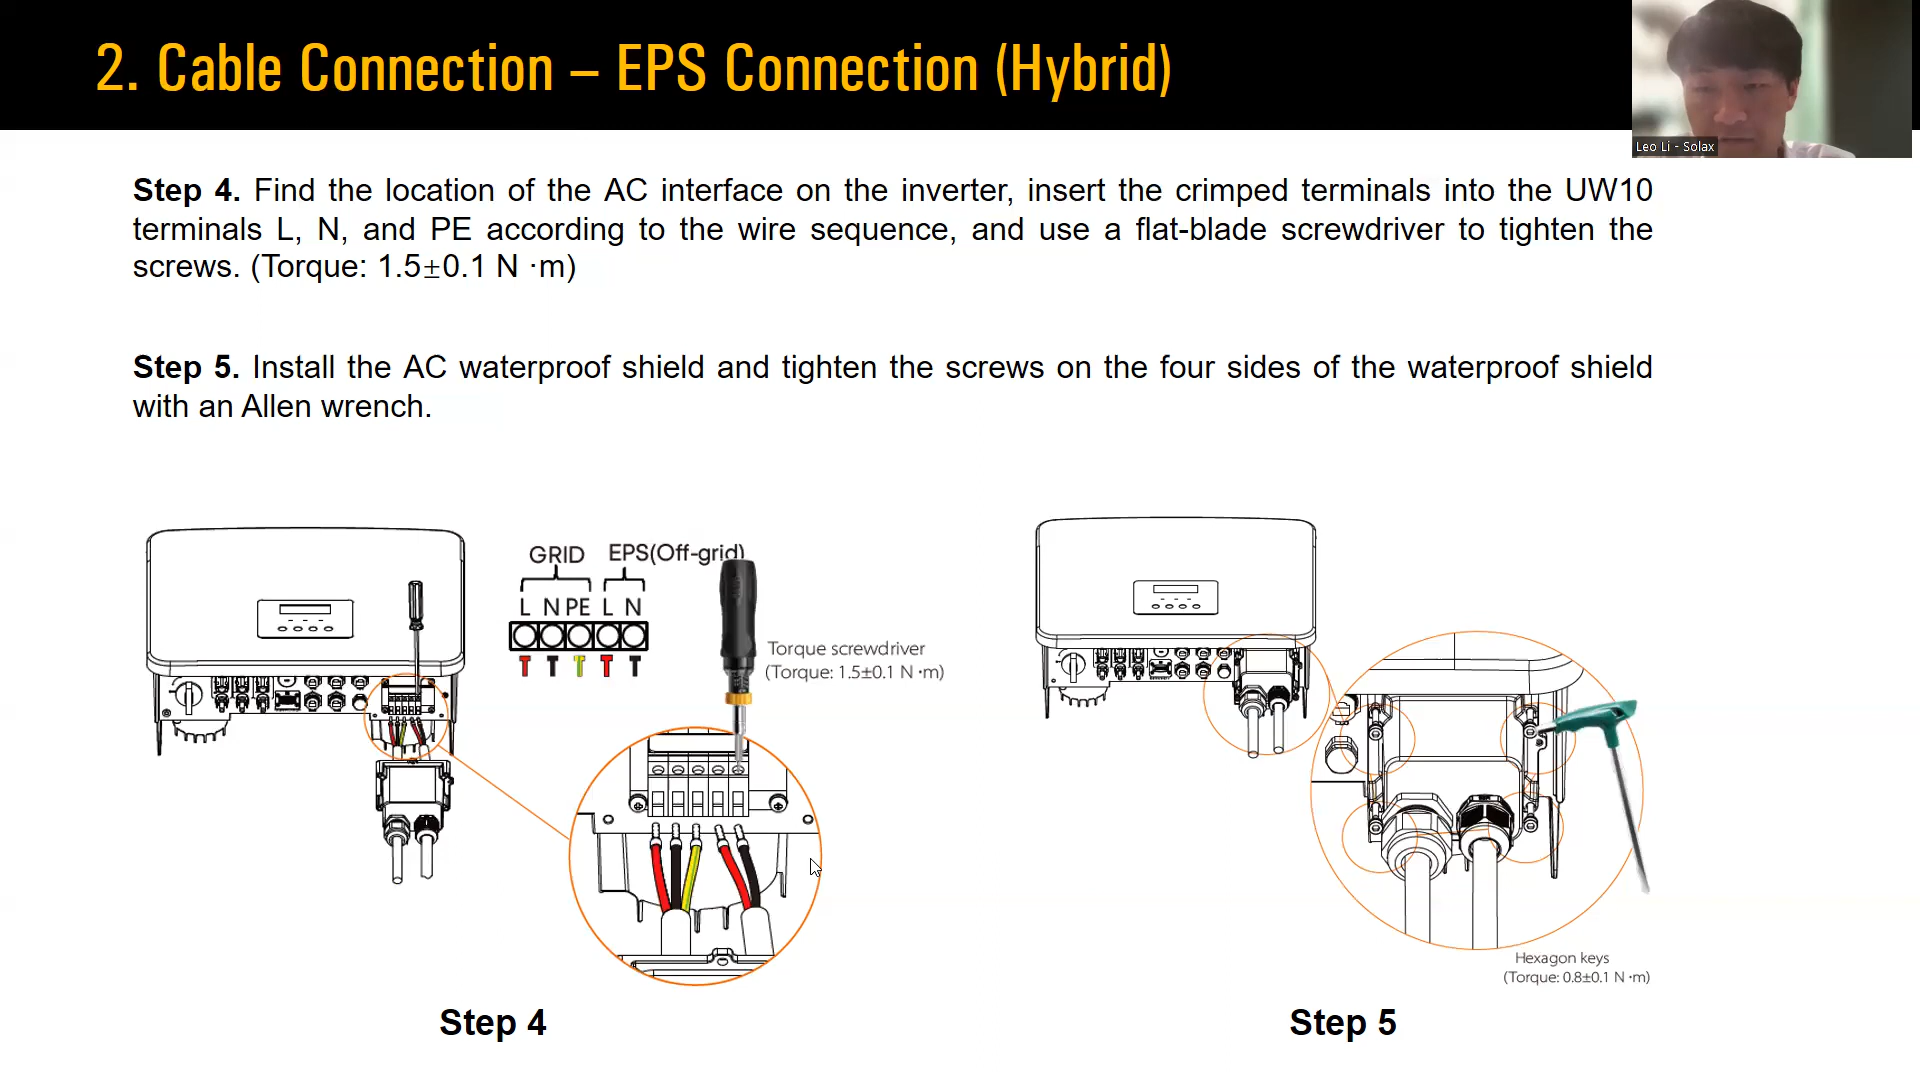 2. Cable Connection – EPS Connection (Hybrid)
Leo Li - Solax
Step 4. Find the location of the AC interface on the inverter, insert the crimped terminals into the UW10
terminals L, N, and PE according to the wire sequence, and use a flat-blade screwdriver to tighten the
screws. (Torque: 1.5±0.1 N ·m)
Step 5. Install the AC waterproof shield and tighten the screws on the four sides of the waterproof shield
with an Allen wrench.
GRID EPS(Off-grid)
L N PE L N
Torque screwdriver
(Torque: 1.5±0.1 N ·m)
Hexagon keys
(Torque: 0.8±0.1 N ·m)
Step 4
Step 5